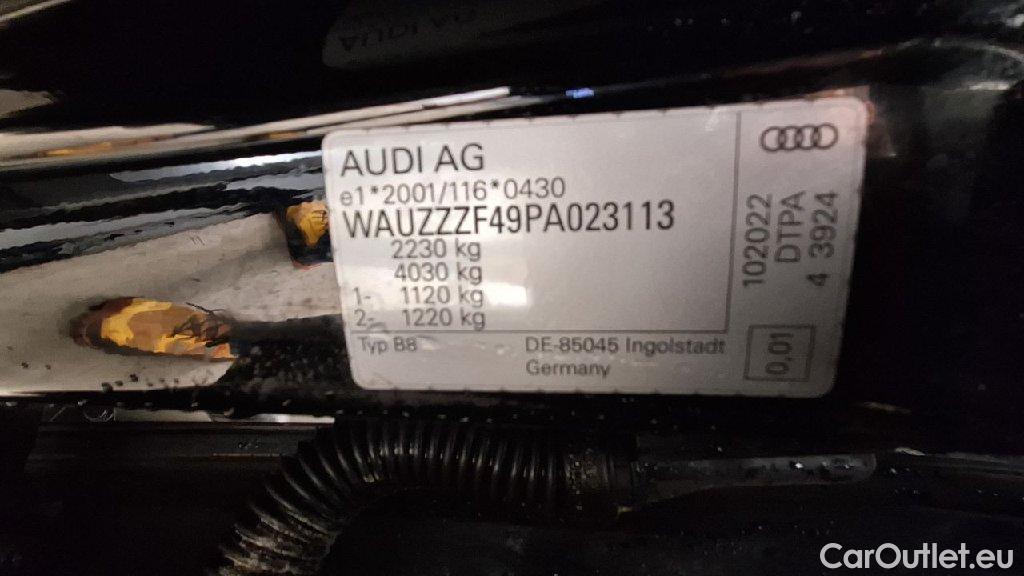 AUDI AG
e1*2001/116*0430
WAUZZZF49PA023113
2230 kg
4030 kg
1- 1120 kg
2- 1220 kg
Typ B8
DE-85045 Ingolstadt
Germany
102022
DTPA
4 3924
0,01
CarOutlet.eu